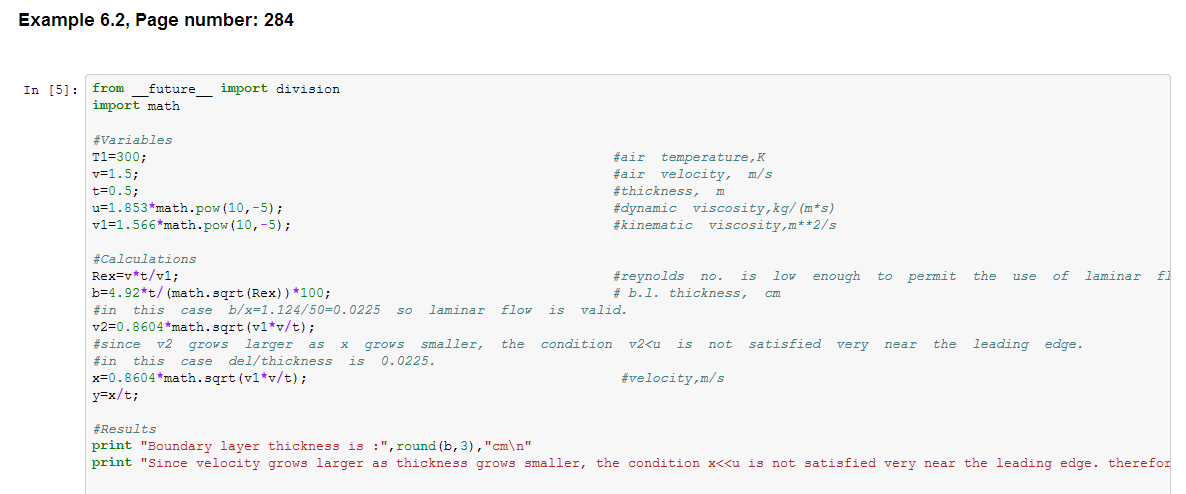 Example 6.2, Page number: 284
In [5]: from __future__ import division
import math
#Variables
T1=300; #air temperature,K
v=1.5; #air velocity, m/s
t=0.5; #thickness, m
u=1.853*math.pow(10,-5); #dynamic viscosity,kg/(m*s)
v1=1.566*math.pow(10,-5); #kinematic viscosity,m**2/s
#Calculations
Rex=v*t/v1; #reynolds no. is low enough to permit the use of laminar fl
b=4.92*t/(math.sqrt(Rex))*100; # b.l. thickness, cm
#in this case b/x=1.124/50=0.0225 so laminar flow is valid.
v2=0.8604*math.sqrt(v1*v/t);
#since v2 grows larger as x grows smaller, the condition v2<u is not satisfied very near the leading edge.
#in this case del/thickness is 0.0225.
x=0.8604*math.sqrt(v1*v/t); #velocity,m/s
y=x/t;
#Results
print "Boundary layer thickness is :",round(b,3),"cm\n"
print "Since velocity grows larger as thickness grows smaller, the condition x<<u is not satisfied very near the leading edge. therefor